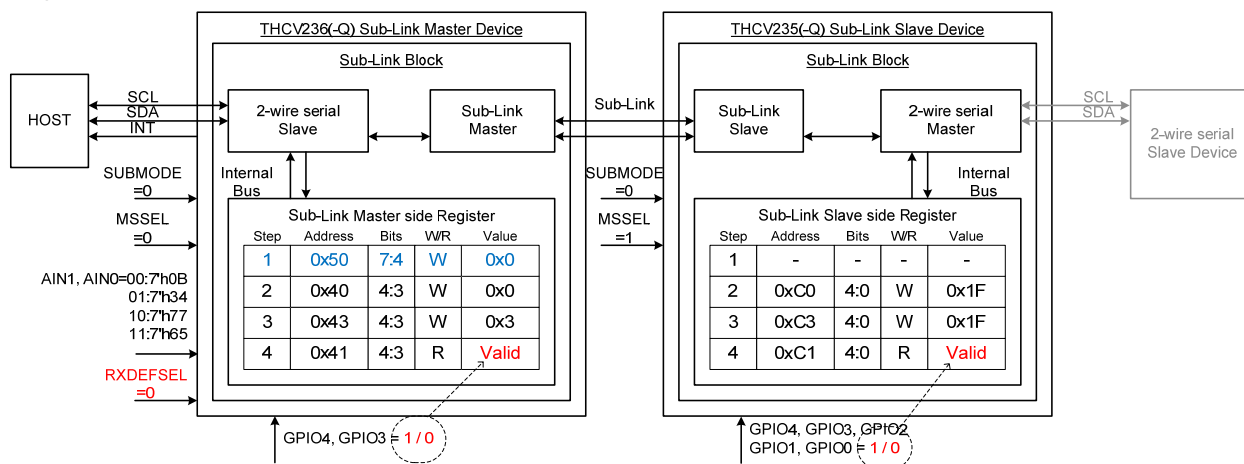 THCV236(-Q) Sub-Link Master Device
THCV235(-Q) Sub-Link Slave Device
Sub-Link Block
Sub-Link Block
HOST
SCL
SDA
INT
2-wire serial
Slave
Sub-Link
Master
Sub-Link
Sub-Link
Slave
2-wire serial
Master
SCL
SDA
2-wire serial
Slave Device
SUBMODE
=0
MSSEL
=0
AIN1, AIN0=00:7'h0B
01:7'h34
10:7'h77
11:7'h65
RXDEFSEL
=0
Internal
Bus
Sub-Link Master side Register
Step Address Bits W/R Value
1 0x50 7:4 W 0x0
2 0x40 4:3 W 0x0
3 0x43 4:3 W 0x3
4 0x41 4:3 R Valid
GPIO4, GPIO3 = 1 / 0
SUBMODE
=0
MSSEL
=1
Internal
Bus
Sub-Link Slave side Register
Step Address Bits W/R Value
1 - - - -
2 0xC0 4:0 W 0x1F
3 0xC3 4:0 W 0x1F
4 0xC1 4:0 R Valid
GPIO4, GPIO3, GPIO2
GPIO1, GPIO0 = 1 / 0